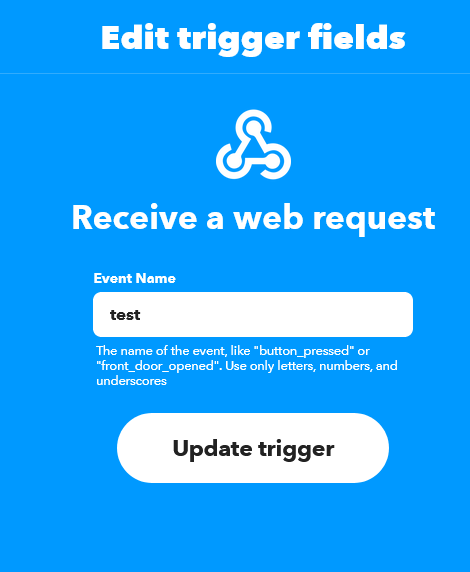 Edit trigger fields
Receive a web request
Event Name
test
The name of the event, like "button_pressed" or
"front_door_opened". Use only letters, numbers, and
underscores
Update trigger